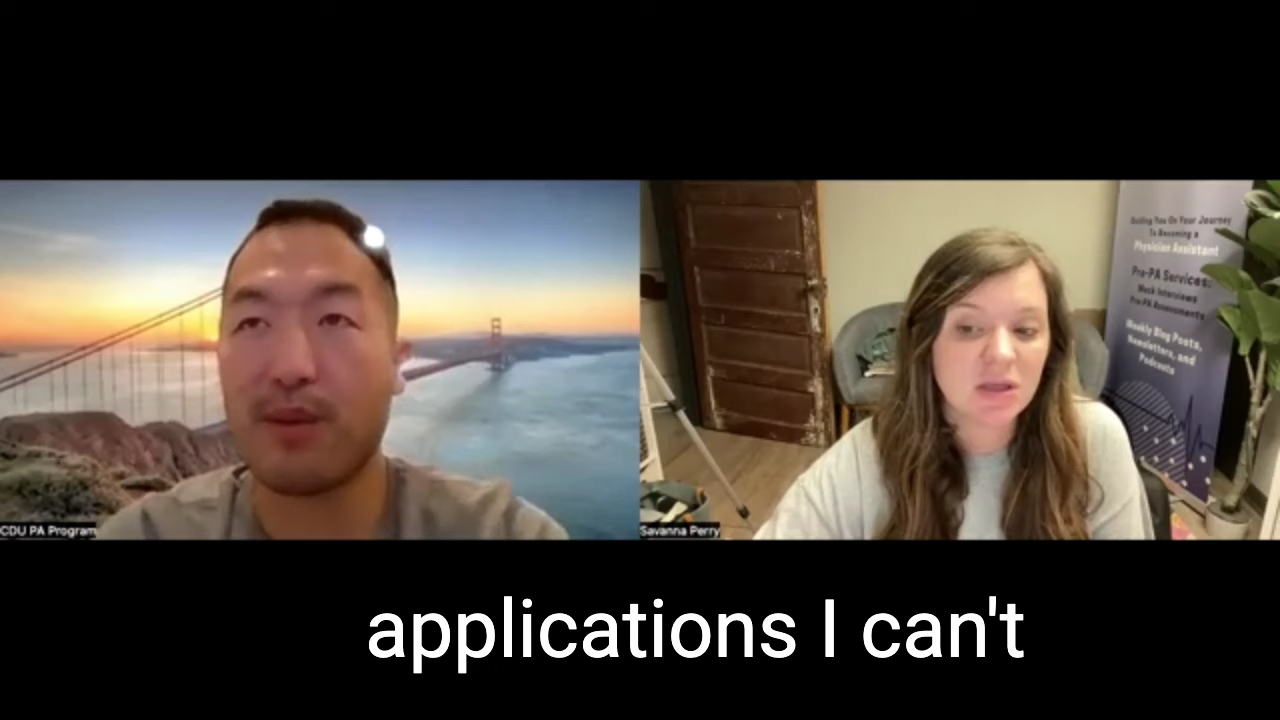 Guiding You On Your Journey
To Becoming a
Physician Assistant
Pre-PA Services:
Mock Interviews
Pre-PA Assessments
Weekly Blog Posts,
Newsletters, and
Podcasts
CDU PA Program
Savanna Perry
applications I can't